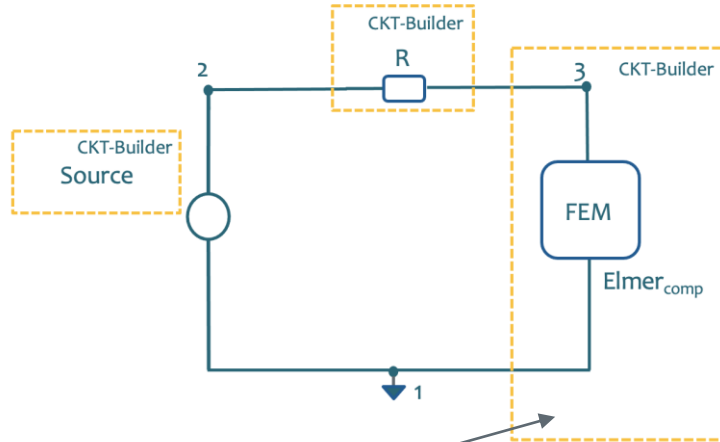 CKT-Builder
R
2
3
CKT-Builder
CKT-Builder
Source
FEM
Elmercomp
1